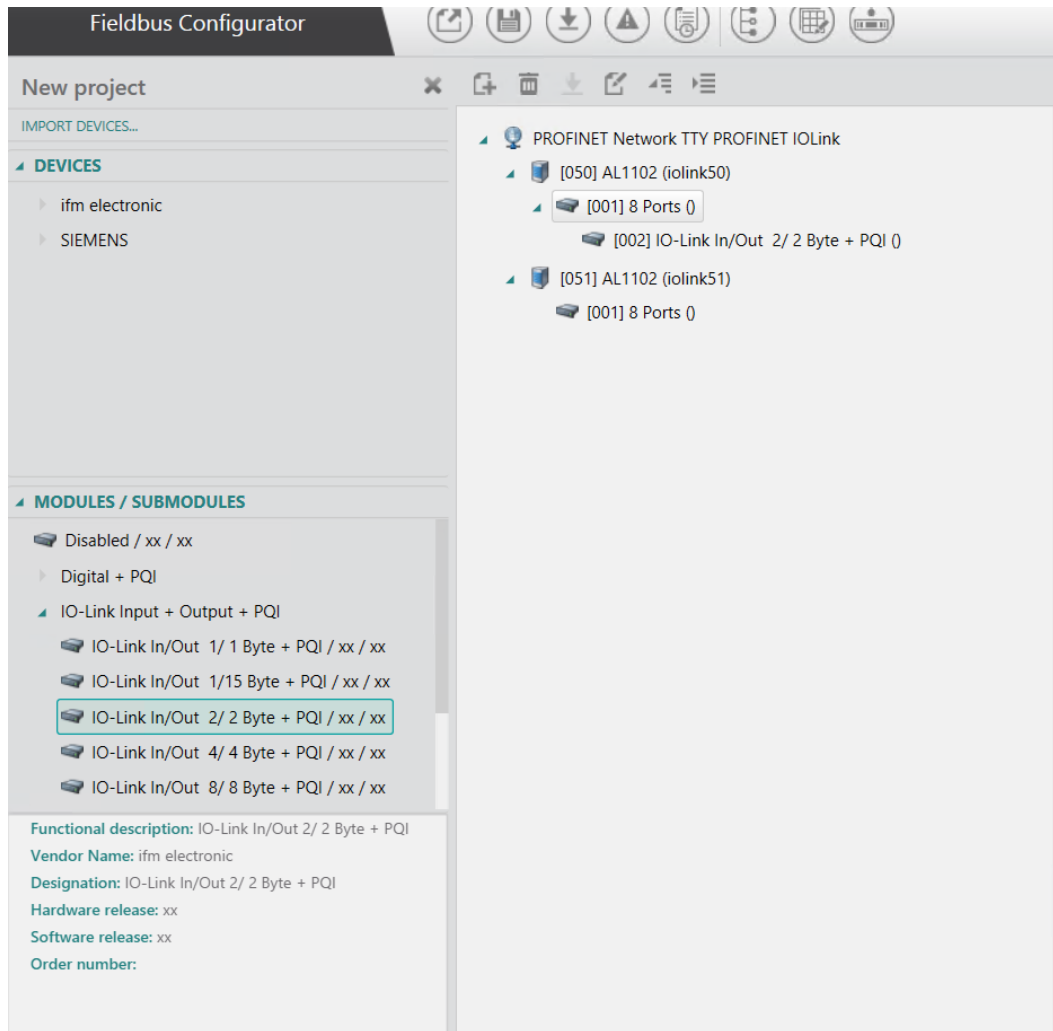 Fieldbus Configurator
New project
IMPORT DEVICES...
DEVICES
ifm electronic
SIEMENS
MODULES / SUBMODULES
Disabled / xx / xx
Digital + PQI
IO-Link Input + Output + PQI
IO-Link In/Out 1/ 1 Byte + PQI / xx / xx
IO-Link In/Out 1/15 Byte + PQI / xx / xx
IO-Link In/Out 2/ 2 Byte + PQI / xx / xx
IO-Link In/Out 4/ 4 Byte + PQI / xx / xx
IO-Link In/Out 8/ 8 Byte + PQI / xx / xx
Functional description: IO-Link In/Out 2/ 2 Byte + PQI
Vendor Name: ifm electronic
Designation: IO-Link In/Out 2/ 2 Byte + PQI
Hardware release: xx
Software release: xx
Order number:
PROFINET Network TTY PROFINET IOLink
[050] AL1102 (iolink50)
[001] 8 Ports ()
[002] IO-Link In/Out 2/ 2 Byte + PQI ()
[051] AL1102 (iolink51)
[001] 8 Ports ()